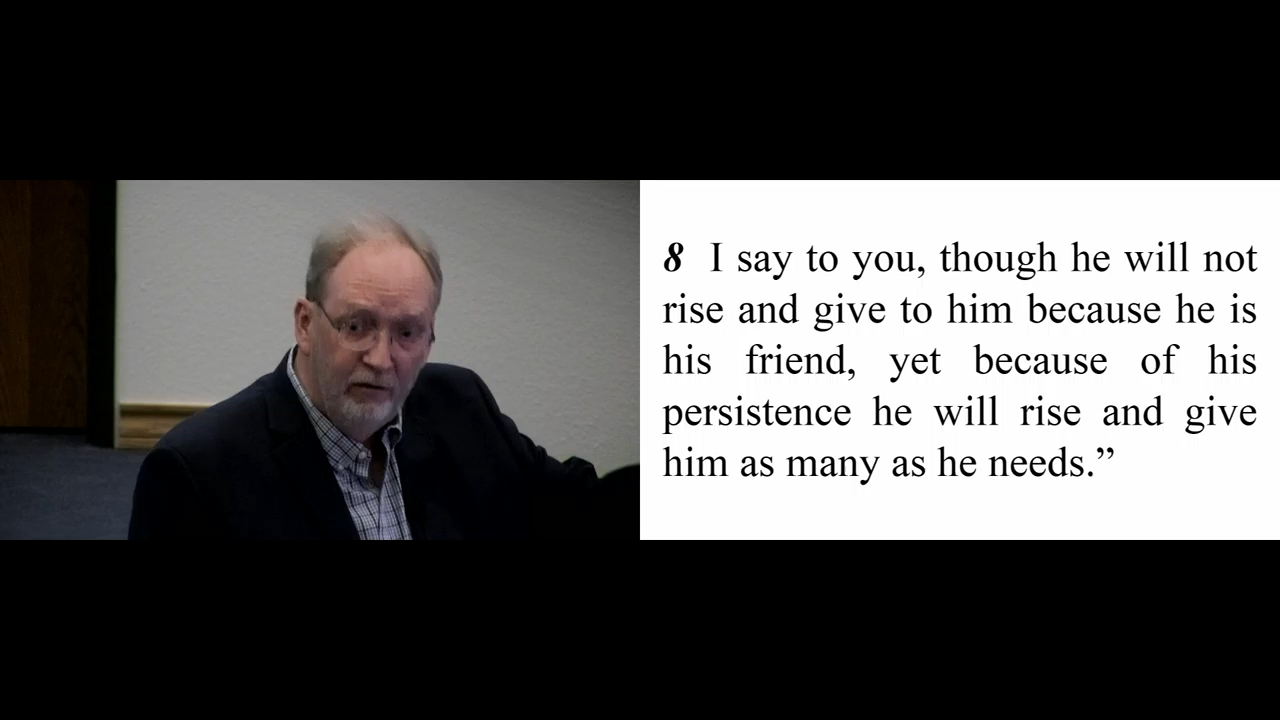 8 I say to you, though he will not
rise and give to him because he is
his friend, yet because of his
persistence he will rise and give
him as many as he needs.”